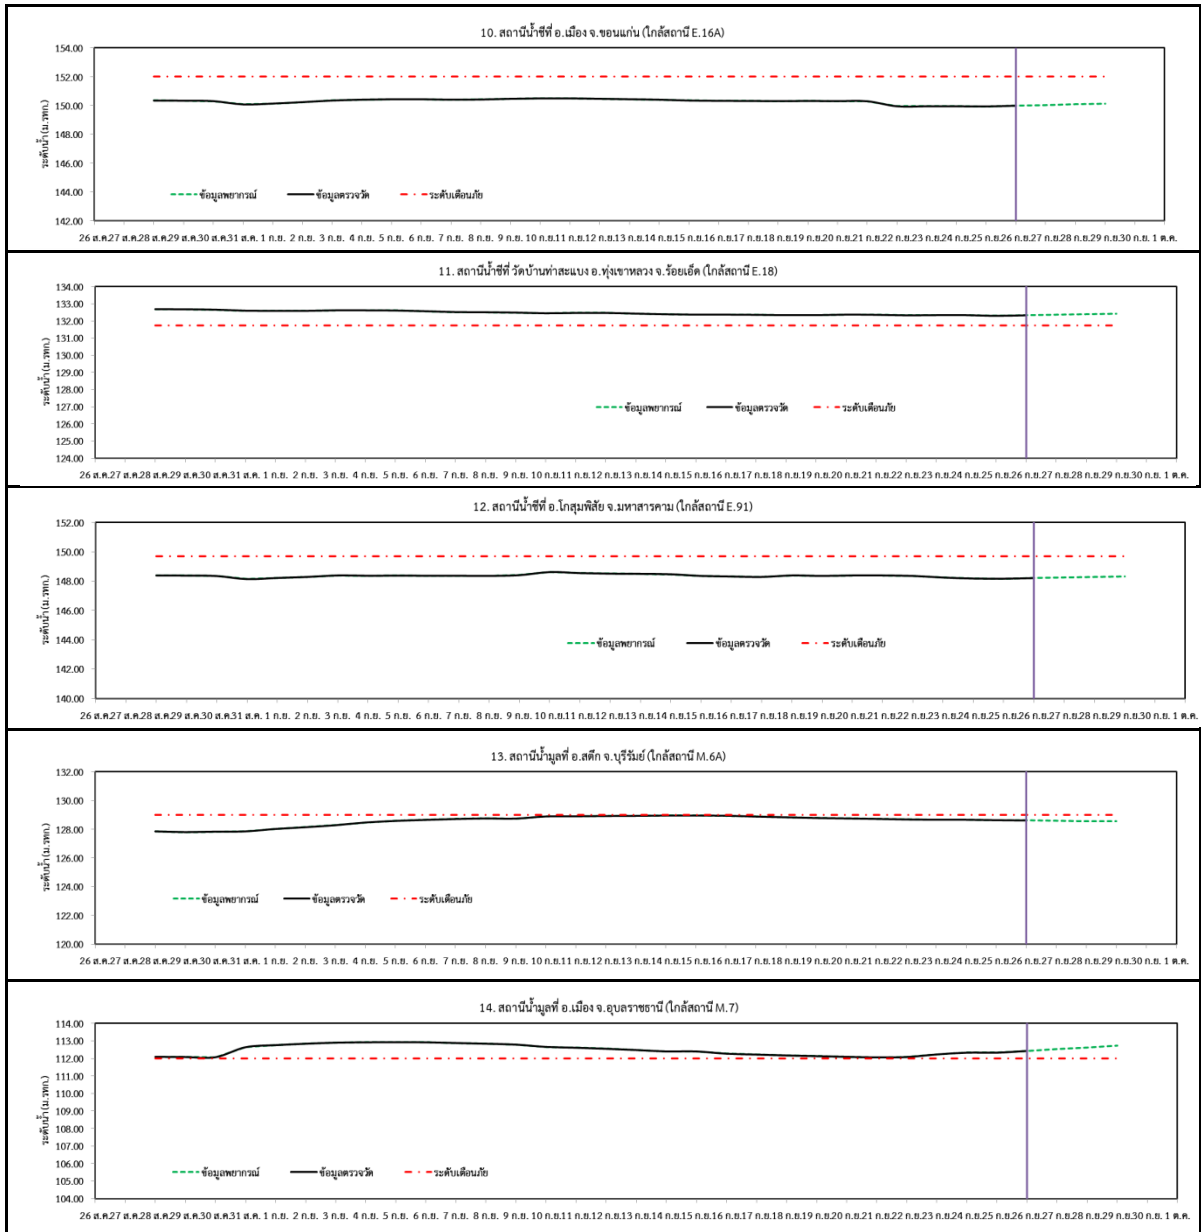 10. สถานีน้ำชีที่ อ.เมือง จ.ขอนแก่น (ใกล้สถานี E.16A)
ระดับน้ำ (ม.รทก.)
154.00
152.00
150.00
148.00
146.00
144.00
142.00
ข้อมูลพยากรณ์ ข้อมูลตรวจวัด ระดับเตือนภัย
26 ส.ค. 27 ส.ค. 28 ส.ค. 29 ส.ค. 30 ส.ค. 31 ส.ค. 1 ก.ย. 2 ก.ย. 3 ก.ย. 4 ก.ย. 5 ก.ย. 6 ก.ย. 7 ก.ย. 8 ก.ย. 9 ก.ย. 10 ก.ย. 11 ก.ย. 12 ก.ย. 13 ก.ย. 14 ก.ย. 15 ก.ย. 16 ก.ย. 17 ก.ย. 18 ก.ย. 19 ก.ย. 20 ก.ย. 21 ก.ย. 22 ก.ย. 23 ก.ย. 24 ก.ย. 25 ก.ย. 26 ก.ย. 27 ก.ย. 28 ก.ย. 29 ก.ย. 30 ก.ย. 1 ต.ค.
11. สถานีน้ำชีที่ วัดบ้านท่าสะแบง อ.ทุ่งเขาหลวง จ.ร้อยเอ็ด (ใกล้สถานี E.18)
ระดับน้ำ (ม.รทก.)
134.00
133.00
132.00
131.00
130.00
129.00
128.00
127.00
126.00
125.00
124.00
ข้อมูลพยากรณ์ ข้อมูลตรวจวัด ระดับเตือนภัย
26 ส.ค. 27 ส.ค. 28 ส.ค. 29 ส.ค. 30 ส.ค. 31 ส.ค. 1 ก.ย. 2 ก.ย. 3 ก.ย. 4 ก.ย. 5 ก.ย. 6 ก.ย. 7 ก.ย. 8 ก.ย. 9 ก.ย. 10 ก.ย. 11 ก.ย. 12 ก.ย. 13 ก.ย. 14 ก.ย. 15 ก.ย. 16 ก.ย. 17 ก.ย. 18 ก.ย. 19 ก.ย. 20 ก.ย. 21 ก.ย. 22 ก.ย. 23 ก.ย. 24 ก.ย. 25 ก.ย. 26 ก.ย. 27 ก.ย. 28 ก.ย. 29 ก.ย. 30 ก.ย. 1 ต.ค.
12. สถานีน้ำชีที่ อ.โกสุมพิสัย จ.มหาสารคาม (ใกล้สถานี E.91)
ระดับน้ำ (ม.รทก.)
152.00
150.00
148.00
146.00
144.00
142.00
140.00
ข้อมูลพยากรณ์ ข้อมูลตรวจวัด ระดับเตือนภัย
26 ส.ค. 27 ส.ค. 28 ส.ค. 29 ส.ค. 30 ส.ค. 31 ส.ค. 1 ก.ย. 2 ก.ย. 3 ก.ย. 4 ก.ย. 5 ก.ย. 6 ก.ย. 7 ก.ย. 8 ก.ย. 9 ก.ย. 10 ก.ย. 11 ก.ย. 12 ก.ย. 13 ก.ย. 14 ก.ย. 15 ก.ย. 16 ก.ย. 17 ก.ย. 18 ก.ย. 19 ก.ย. 20 ก.ย. 21 ก.ย. 22 ก.ย. 23 ก.ย. 24 ก.ย. 25 ก.ย. 26 ก.ย. 27 ก.ย. 28 ก.ย. 29 ก.ย. 30 ก.ย. 1 ต.ค.
13. สถานีน้ำมูลที่ อ.สตึก จ.บุรีรัมย์ (ใกล้สถานี M.6A)
ระดับน้ำ (ม.รทก.)
132.00
130.00
128.00
126.00
124.00
122.00
120.00
ข้อมูลพยากรณ์ ข้อมูลตรวจวัด ระดับเตือนภัย
26 ส.ค. 27 ส.ค. 28 ส.ค. 29 ส.ค. 30 ส.ค. 31 ส.ค. 1 ก.ย. 2 ก.ย. 3 ก.ย. 4 ก.ย. 5 ก.ย. 6 ก.ย. 7 ก.ย. 8 ก.ย. 9 ก.ย. 10 ก.ย. 11 ก.ย. 12 ก.ย. 13 ก.ย. 14 ก.ย. 15 ก.ย. 16 ก.ย. 17 ก.ย. 18 ก.ย. 19 ก.ย. 20 ก.ย. 21 ก.ย. 22 ก.ย. 23 ก.ย. 24 ก.ย. 25 ก.ย. 26 ก.ย. 27 ก.ย. 28 ก.ย. 29 ก.ย. 30 ก.ย. 1 ต.ค.
14. สถานีน้ำมูลที่ อ.เมือง จ.อุบลราชธานี (ใกล้สถานี M.7)
ระดับน้ำ (ม.รทก.)
114.00
113.00
112.00
111.00
110.00
109.00
108.00
107.00
106.00
105.00
104.00
ข้อมูลพยากรณ์ ข้อมูลตรวจวัด ระดับเตือนภัย
26 ส.ค. 27 ส.ค. 28 ส.ค. 29 ส.ค. 30 ส.ค. 31 ส.ค. 1 ก.ย. 2 ก.ย. 3 ก.ย. 4 ก.ย. 5 ก.ย. 6 ก.ย. 7 ก.ย. 8 ก.ย. 9 ก.ย. 10 ก.ย. 11 ก.ย. 12 ก.ย. 13 ก.ย. 14 ก.ย. 15 ก.ย. 16 ก.ย. 17 ก.ย. 18 ก.ย. 19 ก.ย. 20 ก.ย. 21 ก.ย. 22 ก.ย. 23 ก.ย. 24 ก.ย. 25 ก.ย. 26 ก.ย. 27 ก.ย. 28 ก.ย. 29 ก.ย. 30 ก.ย. 1 ต.ค.